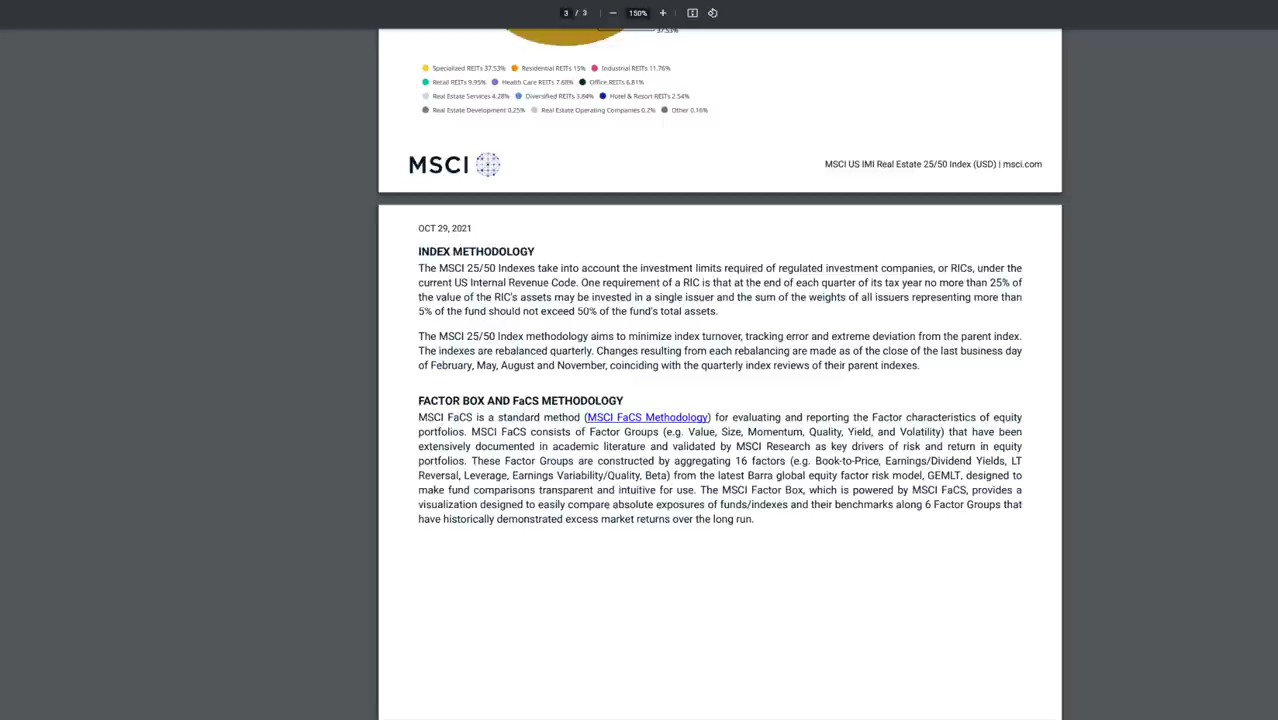 3 / 3
150%
37.53%
Specialized REITs 37.53% Residential REITs 15% Industrial REITs 11.76%
Retail REITs 9.95% Health Care REITs 7.68% Office REITs 6.81%
Real Estate Services 4.28% Diversified REITs 3.84% Hotel & Resort REITs 2.54%
Real Estate Development 0.25% Real Estate Operating Companies 0.2% Other 0.16%
MSCI
MSCI US IMI Real Estate 25/50 Index (USD) | msci.com
OCT 29, 2021
INDEX METHODOLOGY
The MSCI 25/50 Indexes take into account the investment limits required of regulated investment companies, or RICs, under the
current US Internal Revenue Code. One requirement of a RIC is that at the end of each quarter of its tax year no more than 25% of
the value of the RIC's assets may be invested in a single issuer and the sum of the weights of all issuers representing more than
5% of the fund should not exceed 50% of the fund's total assets.
The MSCI 25/50 Index methodology aims to minimize index turnover, tracking error and extreme deviation from the parent index.
The indexes are rebalanced quarterly. Changes resulting from each rebalancing are made as of the close of the last business day
of February, May, August and November, coinciding with the quarterly index reviews of their parent indexes.
FACTOR BOX AND FaCS METHODOLOGY
MSCI FaCS is a standard method (MSCI FaCS Methodology) for evaluating and reporting the Factor characteristics of equity
portfolios. MSCI FaCS consists of Factor Groups (e.g. Value, Size, Momentum, Quality, Yield, and Volatility) that have been
extensively documented in academic literature and validated by MSCI Research as key drivers of risk and return in equity
portfolios. These Factor Groups are constructed by aggregating 16 factors (e.g. Book-to-Price, Earnings/Dividend Yields, LT
Reversal, Leverage, Earnings Variability/Quality, Beta) from the latest Barra global equity factor risk model, GEMLT, designed to
make fund comparisons transparent and intuitive for use. The MSCI Factor Box, which is powered by MSCI FaCS, provides a
visualization designed to easily compare absolute exposures of funds/indexes and their benchmarks along 6 Factor Groups that
have historically demonstrated excess market returns over the long run.